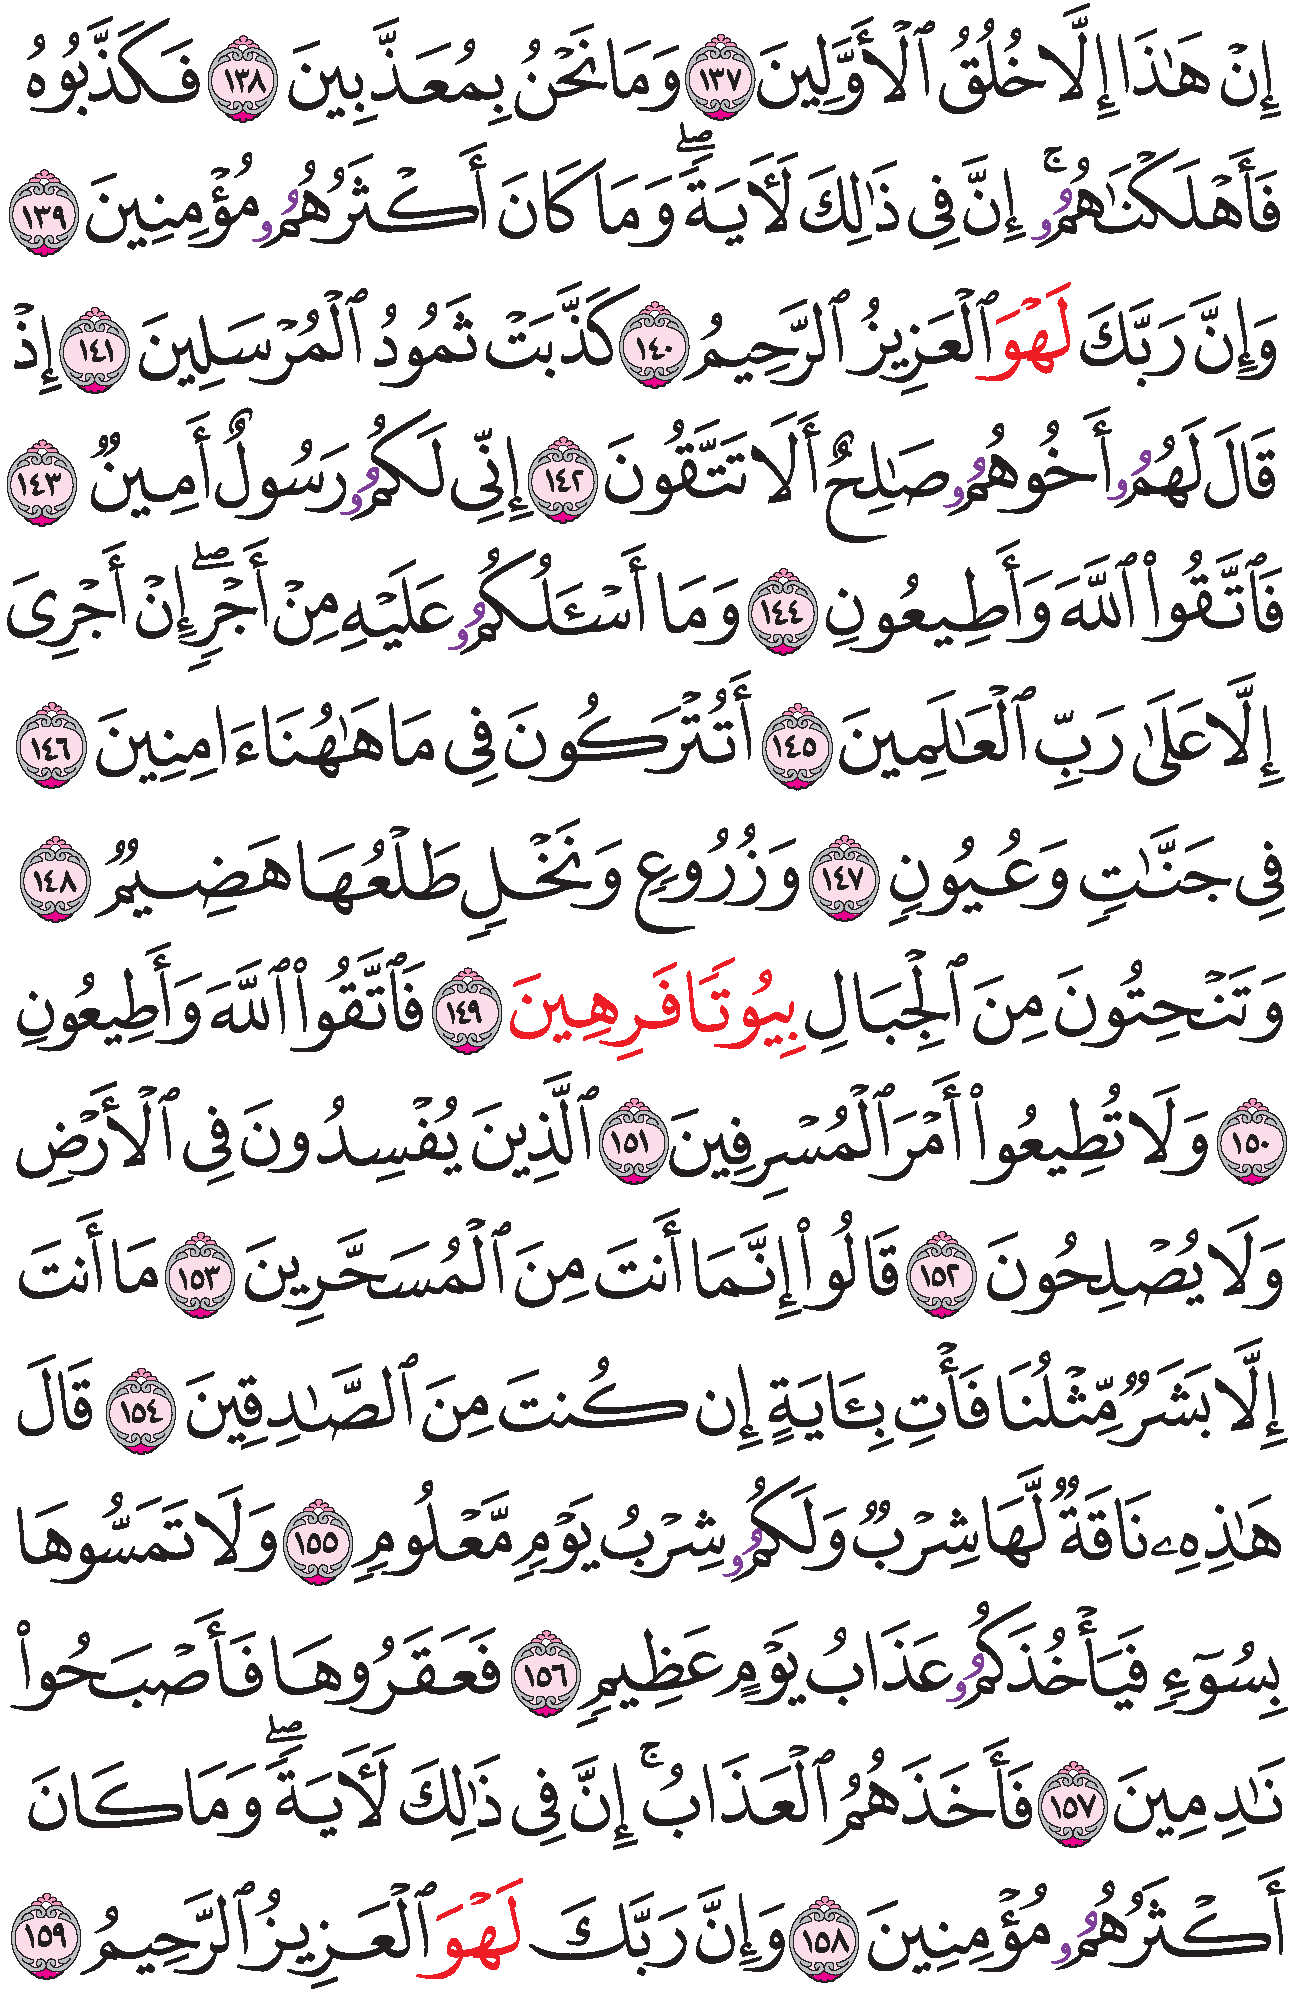 إِنْ هَٰذَا إِلَّا خُلُقُ ٱلْأَوَّلِينَ ١٣٧ وَمَا نَحْنُ بِمُعَذَّبِينَ ١٣٨ فَكَذَّبُوهُ
فَأَهْلَكْنَٰهُمُۥٓۚ إِنَّ فِى ذَٰلِكَ لَأٓيَةࣰۖ وَمَا كَانَ أَكْثَرُهُمُۥ مُؤْمِنِينَ ١٣٩
وَإِنَّ رَبَّكَ لَهْوَ ٱلْعَزِيزُ ٱلرَّحِيمُ ١٤٠ كَذَّبَتْ ثَمُودُ ٱلْمُرْسَلِينَ ١٤١ إِذْ
قَالَ لَهُمُۥ أَخُوهُمُۥ صَٰلِحٌ أَلَا تَتَّقُونَ ١٤٢ إِنِّى لَكُمُۥ رَسُولٌ أَمِينࣱ ١٤٣
فَٱتَّقُوا۟ ٱللَّهَ وَأَطِيعُونِ ١٤٤ وَمَا أَسْـَٔلُكُمُۥ عَلَيْهِ مِنْ أَجْرٍۖ إِنْ أَجْرِىَ
إِلَّا عَلَىٰ رَبِّ ٱلْعَٰلَمِينَ ١٤٥ أَتُتْرَكُونَ فِى مَا هَٰهُنَا ءَامِنِينَ ١٤٦
فِى جَنَّٰتࣲ وَعُيُونࣲ ١٤٧ وَزُرُوعࣲ وَنَخْلࣲ طَلْعُهَا هَضِيمࣱ ١٤٨
وَتَنْحِتُونَ مِنَ ٱلْجِبَالِ بِيُوتࣰا فَرِهِينَ ١٤٩ فَٱتَّقُوا۟ ٱللَّهَ وَأَطِيعُونِ
١٥٠ وَلَا تُطِيعُوا۟ أَمْرَ ٱلْمُسْرِفِينَ ١٥١ ٱلَّذِينَ يُفْسِدُونَ فِى ٱلْأَرْضِ
وَلَا يُصْلِحُونَ ١٥٢ قَالُوا۟ إِنَّمَا أَنتَ مِنَ ٱلْمُسَحَّرِينَ ١٥٣ مَا أَنتَ
إِلَّا بَشَرࣱ مِّثْلُنَا فَأْتِ بِـَٔايَةٍ إِن كُنتَ مِنَ ٱلصَّٰدِقِينَ ١٥٤ قَالَ
هَٰذِهِۦ نَاقَةࣱ لَّهَا شِرْبࣱ وَلَكُمُۥ شِرْبُ يَوْمࣲ مَّعْلُومࣲ ١٥٥ وَلَا تَمَسُّوهَا
بِسُوٓءࣲ فَيَأْخُذَكُمُۥ عَذَابُ يَوْمٍ عَظِيمࣲ ١٥٦ فَعَقَرُوهَا فَأَصْبَحُوا۟
نَٰدِمِينَ ١٥٧ فَأَخَذَهُمُ ٱلْعَذَابُۚ إِنَّ فِى ذَٰلِكَ لَأٓيَةࣰۖ وَمَا كَانَ
أَكْثَرُهُمُۥ مُؤْمِنِينَ ١٥٨ وَإِنَّ رَبَّكَ لَهْوَ ٱلْعَزِيزُ ٱلرَّحِيمُ ١٥٩